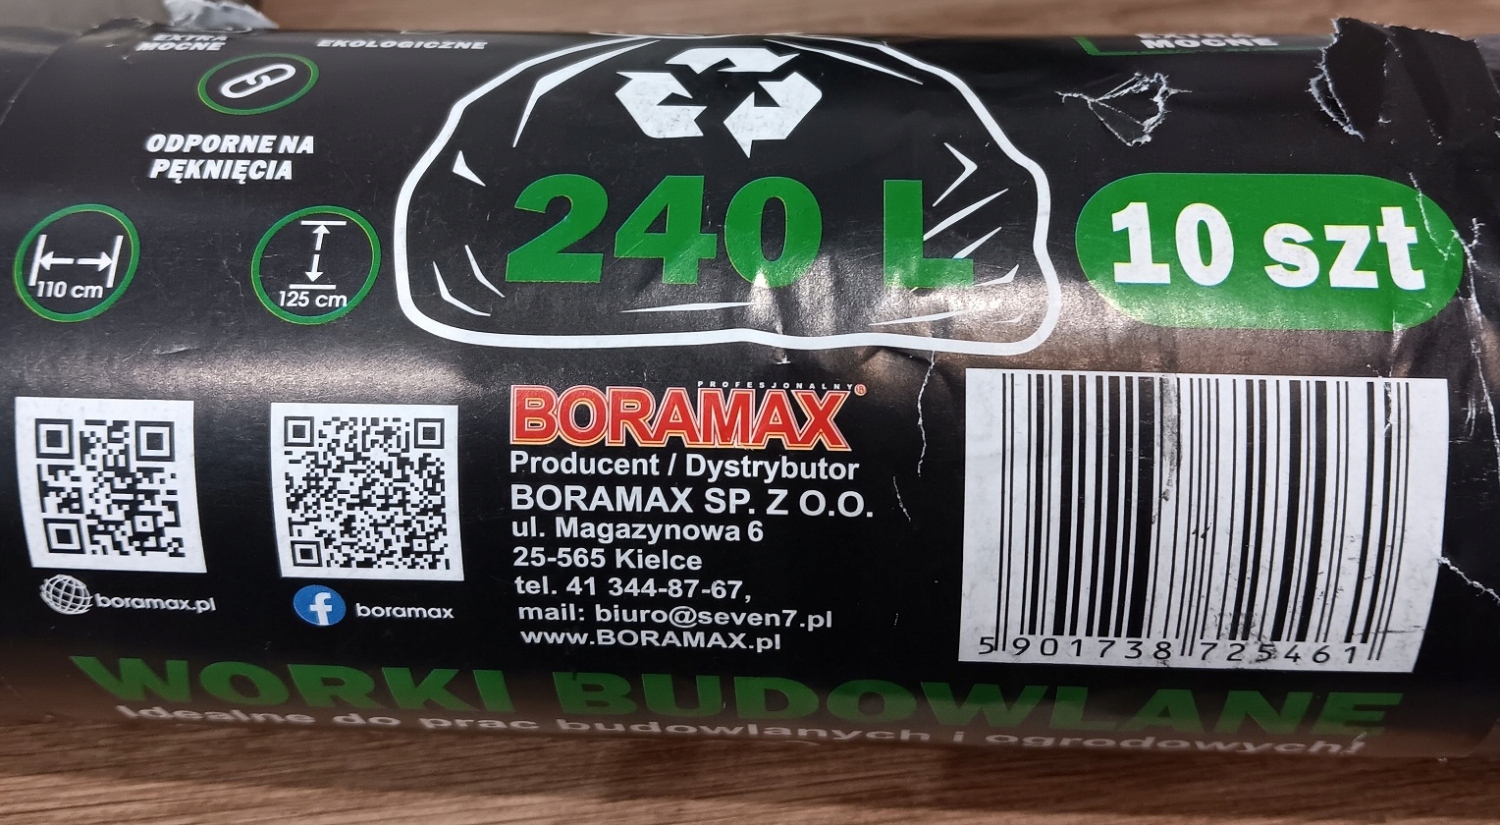 EXTRA
MOCNE
EKOLOGICZNE
EXTRA
MOCNE
ODPORNE NA
PĘKNIĘCIA
110 cm
125 cm
240 L
10 szt
PROFESJONALNY
BORAMAX®
Producent / Dystrybutor
BORAMAX SP. Z O.O.
ul. Magazynowa 6
25-565 Kielce
tel. 41 344-87-67,
mail: biuro@seven7.pl
www.BORAMAX.pl
boramax.pl
boramax
5 901738 725461
WORKI BUDOWLANE
Idealne do prac budowlanych i ogrodowych!